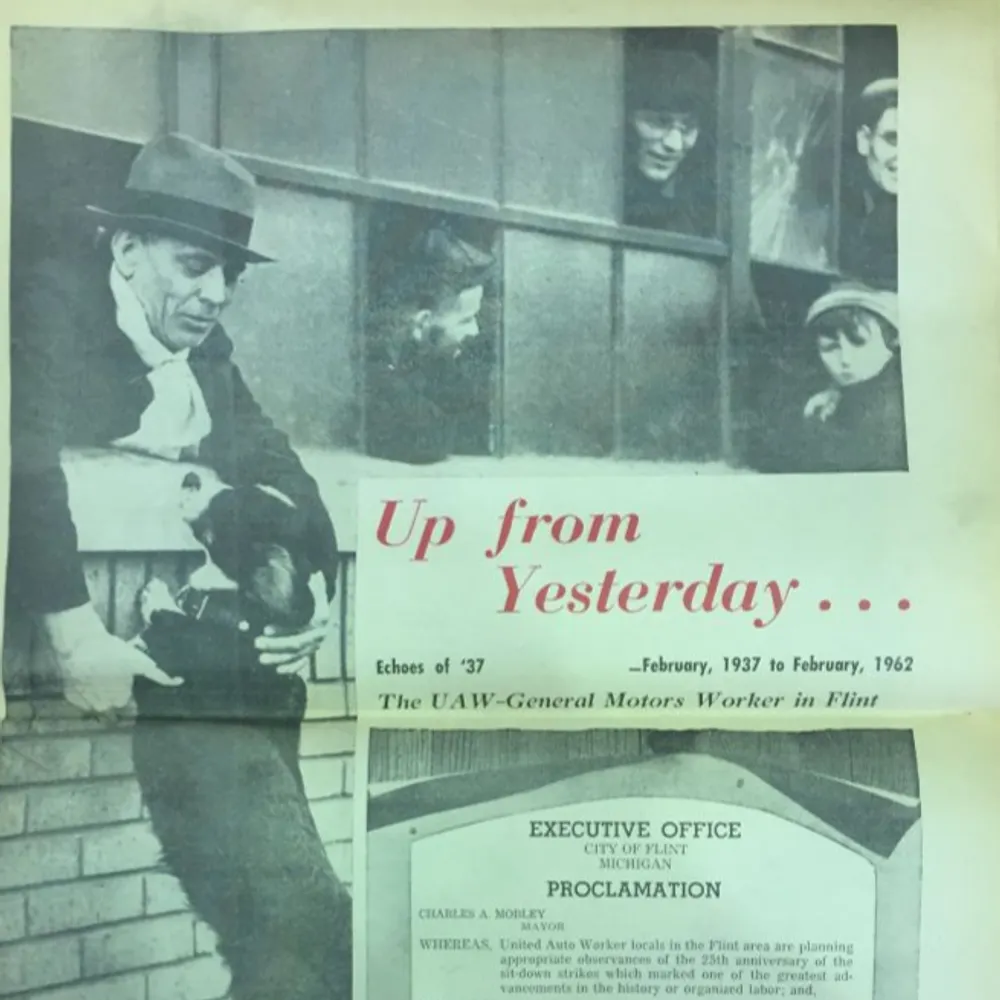 Up from
Yesterday . . .
Echoes of '37 —February, 1937 to February, 1962
The UAW-General Motors Worker in Flint
EXECUTIVE OFFICE
CITY OF FLINT
MICHIGAN
PROCLAMATION
CHARLES A. MOBLEY
MAYOR
WHEREAS, United Auto Worker locals in the Flint area are planning
appropriate observances of the 25th anniversary of the
sit-down strikes which marked one of the greatest ad-
vancements in the history or organized labor; and,